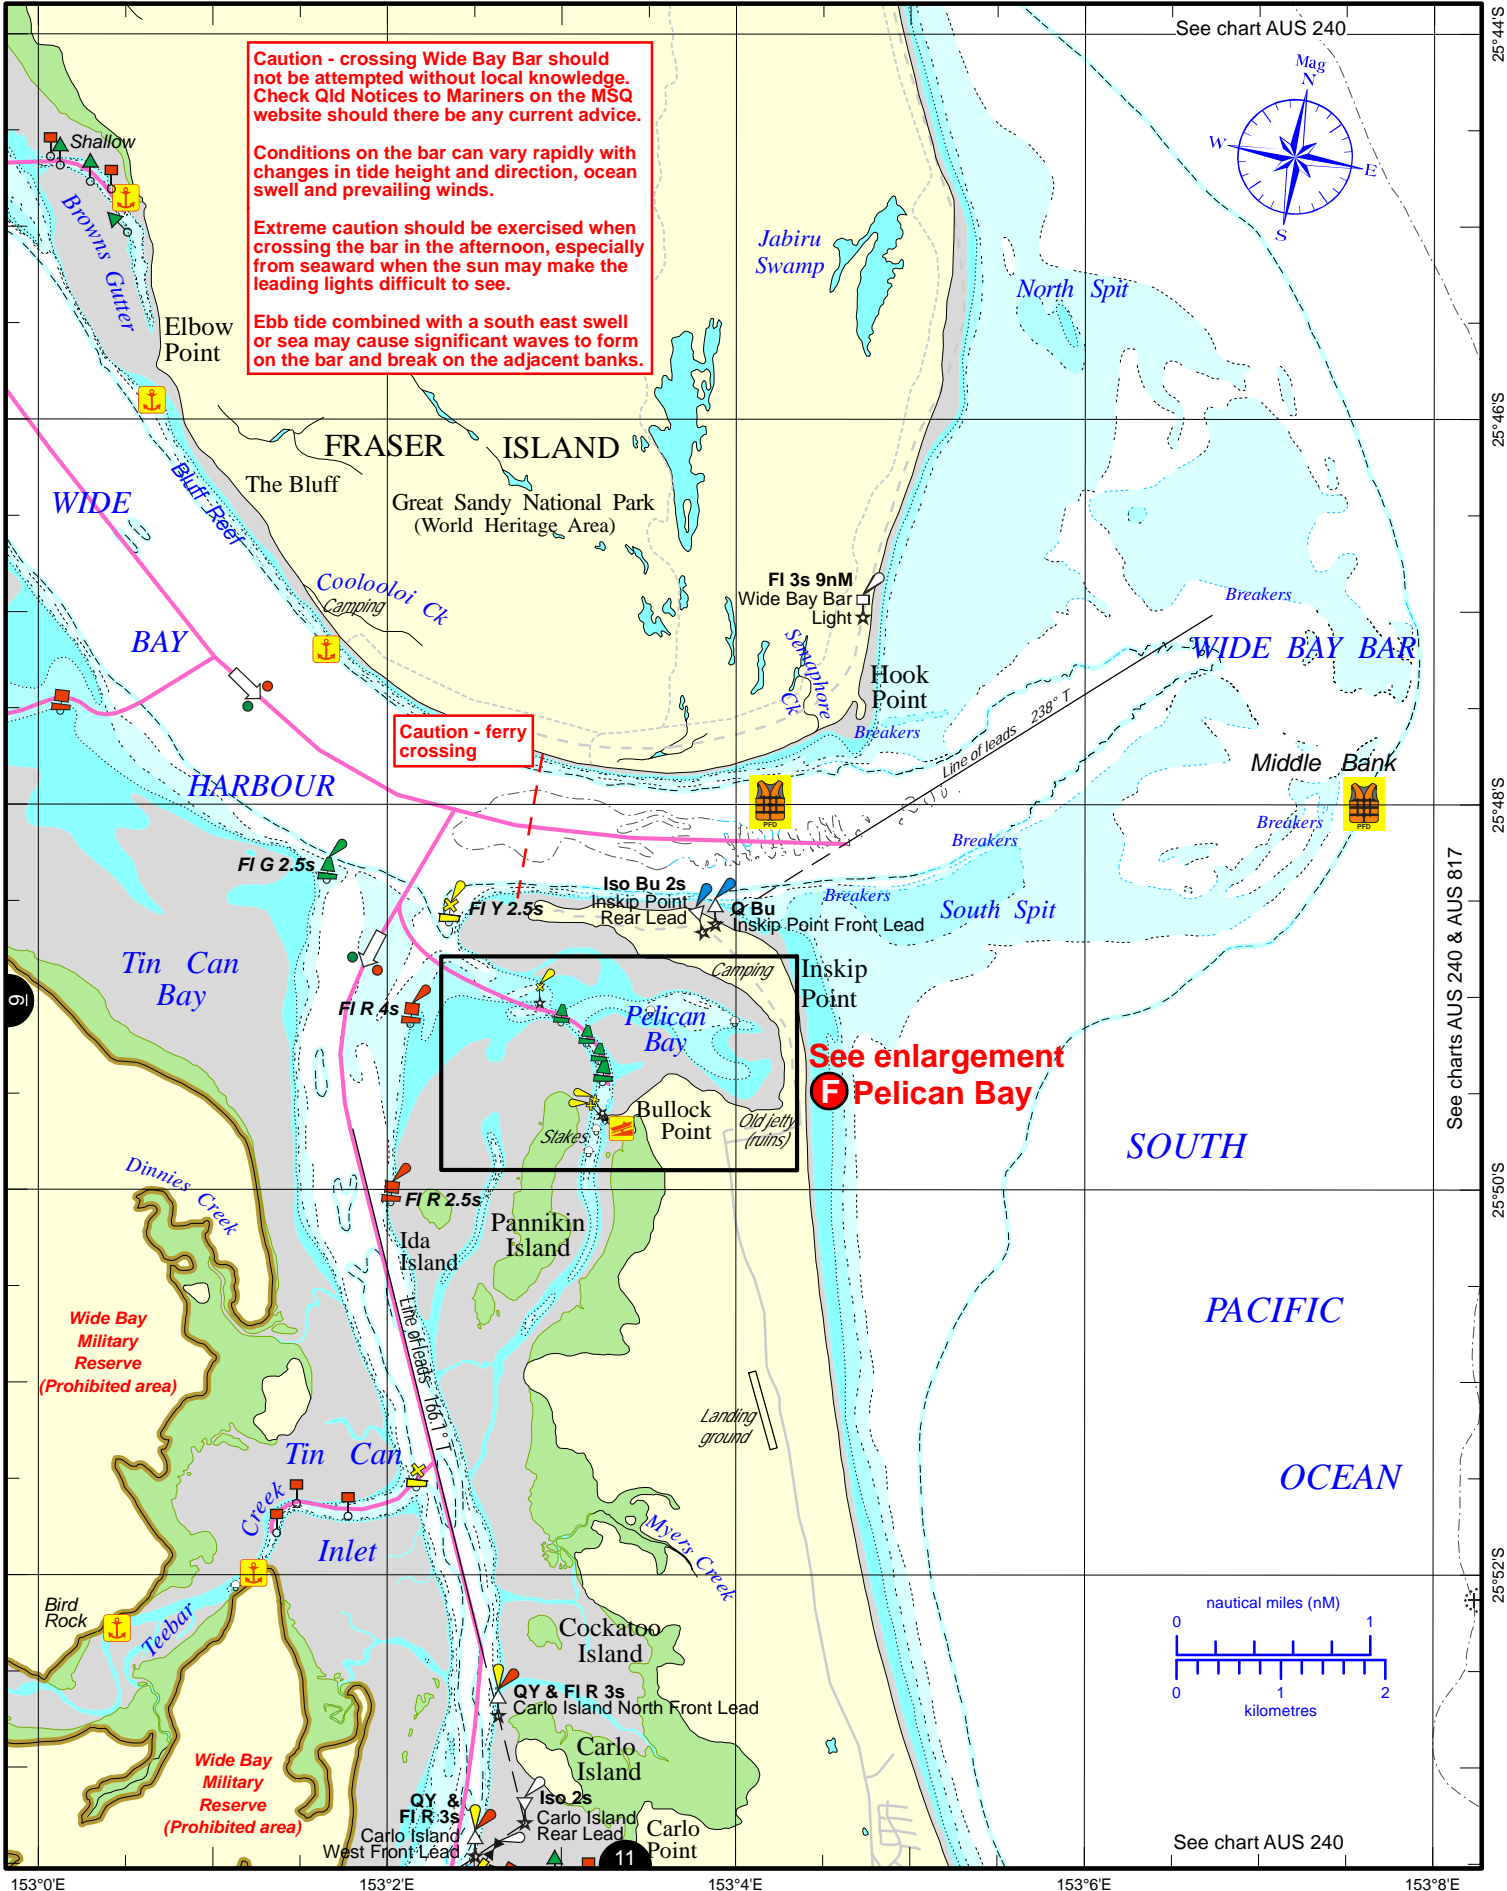 See chart AUS 240
25°44'S
Mag
N
W
E
S
Caution - crossing Wide Bay Bar should
not be attempted without local knowledge.
Check Qld Notices to Mariners on the MSQ
website should there be any current advice.
Conditions on the bar can vary rapidly with
changes in tide height and direction, ocean
swell and prevailing winds.
Extreme caution should be exercised when
crossing the bar in the afternoon, especially
from seaward when the sun may make the
leading lights difficult to see.
Ebb tide combined with a south east swell
or sea may cause significant waves to form
on the bar and break on the adjacent banks.
Shallow
Browns Gutter
Elbow
Point
Jabiru
Swamp
North Spit
25°46'S
FRASER ISLAND
The Bluff
Great Sandy National Park
(World Heritage Area)
WIDE
Bluff Reef
Coolooloi Ck
Camping
BAY
Fl 3s 9nM
Wide Bay Bar
Light
Semaphore
Ck
Hook
Point
Breakers
Breakers
WIDE BAY BAR
Line of leads 238° T
Caution - ferry
crossing
HARBOUR
Middle Bank
PFD
PFD
25°48'S
Breakers
Breakers
Fl G 2.5s
Fl Y 2.5s
Iso Bu 2s
Inskip Point
Rear Lead
Q Bu
Inskip Point Front Lead
Breakers
South Spit
Tin Can
Bay
9
Fl R 4s
Camping
Inskip
Point
Pelican
Bay
See enlargement
F Pelican Bay
See charts AUS 240 & AUS 817
Bullock
Point
Old jetty
(ruins)
Stakes
SOUTH
Dinnies Creek
Fl R 2.5s
25°50'S
Ida
Island
Pannikin
Island
PACIFIC
Wide Bay
Military
Reserve
(Prohibited area)
Line of leads 166.1° T
Landing
ground
Tin Can
OCEAN
Creek
Inlet
Myers Creek
25°52'S
Bird
Rock
Teebar
Cockatoo
Island
nautical miles (nM)
0 1
0 1 2
kilometres
QY & Fl R 3s
Carlo Island North Front Lead
Carlo
Island
Wide Bay
Military
Reserve
(Prohibited area)
QY &
Fl R 3s
Carlo Island
West Front Lead
Iso 2s
Carlo Island
Rear Lead
Carlo
Point
11
See chart AUS 240
153°0'E
153°2'E
153°4'E
153°6'E
153°8'E